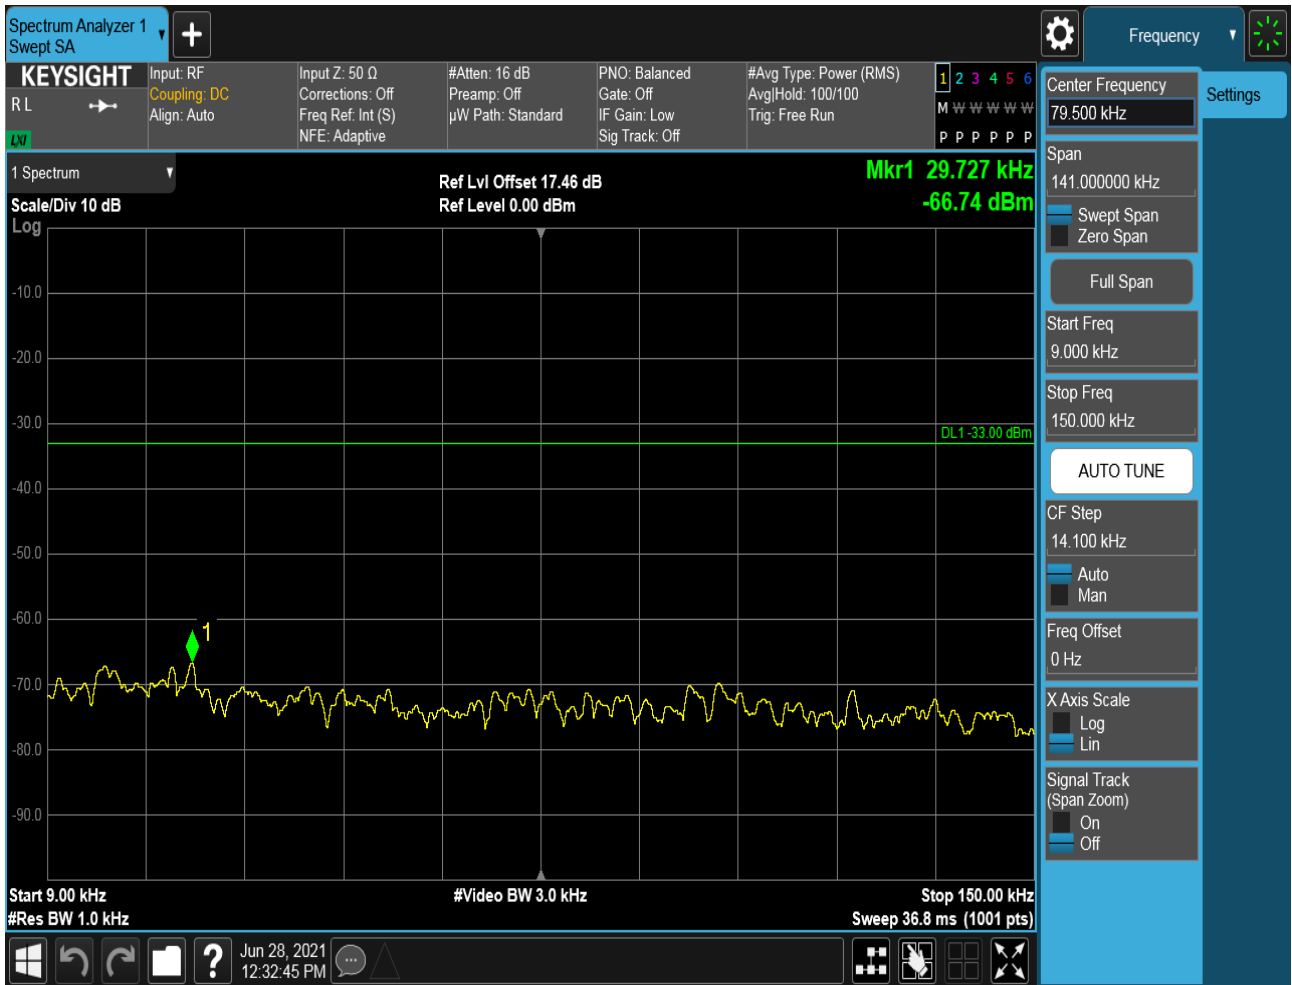 Spectrum Analyzer 1
Swept SA
Frequency
KEYSIGHT
R L
LXI
Input: RF
Coupling: DC
Align: Auto
Input Z: 50 Ω
Corrections: Off
Freq Ref: Int (S)
NFE: Adaptive
#Atten: 16 dB
Preamp: Off
µW Path: Standard
PNO: Balanced
Gate: Off
IF Gain: Low
Sig Track: Off
#Avg Type: Power (RMS)
Avg|Hold: 100/100
Trig: Free Run
1 2 3 4 5 6
M W W W W W
P P P P P P
1 Spectrum
Scale/Div 10 dB
Log
Ref Lvl Offset 17.46 dB
Ref Level 0.00 dBm
Mkr1 29.727 kHz
-66.74 dBm
-10.0
-20.0
-30.0
DL1 -33.00 dBm
-40.0
-50.0
-60.0
1
-70.0
-80.0
-90.0
Start 9.00 kHz
#Res BW 1.0 kHz
#Video BW 3.0 kHz
Stop 150.00 kHz
Sweep 36.8 ms (1001 pts)
?
Jun 28, 2021
12:32:45 PM
Center Frequency
79.500 kHz
Settings
Span
141.000000 kHz
Swept Span
Zero Span
Full Span
Start Freq
9.000 kHz
Stop Freq
150.000 kHz
AUTO TUNE
CF Step
14.100 kHz
Auto
Man
Freq Offset
0 Hz
X Axis Scale
Log
Lin
Signal Track
(Span Zoom)
On
Off